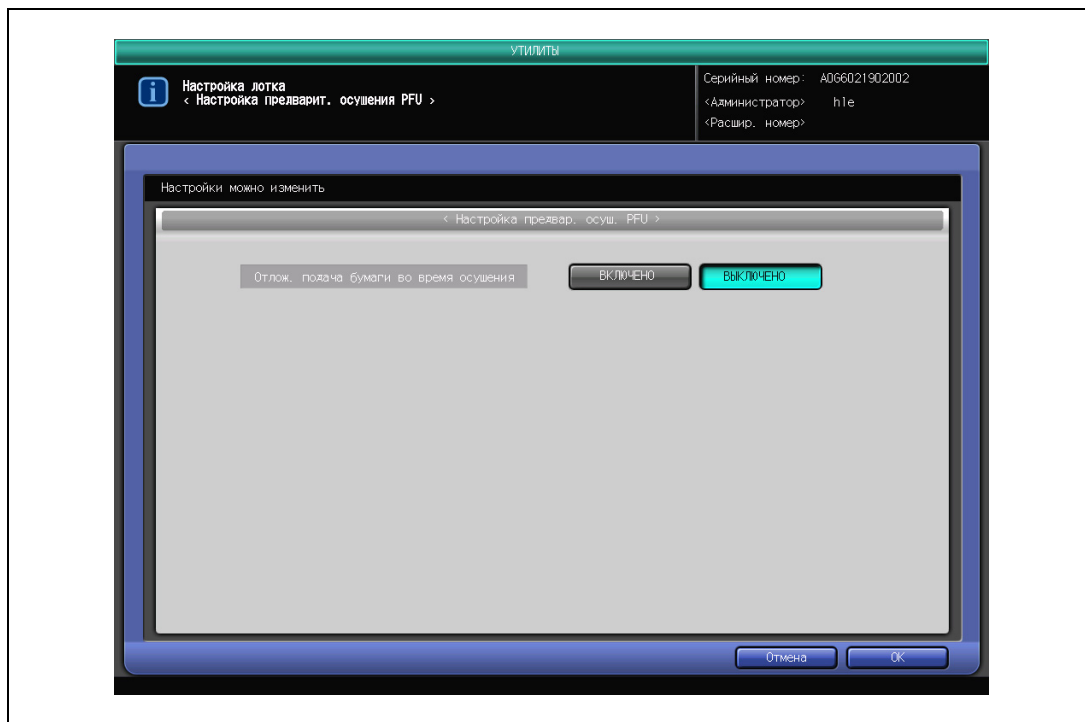 УТИЛИТЫ
Настройка лотка
< Настройка предварит. осушения PFU >
Серийный номер: A0G6021902002
<Администратор> hle
<Расшир. номер>
Настройки можно изменить
< Настройка предвар. осуш. PFU >
Отлож. подача бумаги во время осушения
ВКЛЮЧЕНО
ВЫКЛЮЧЕНО
Отмена
OK